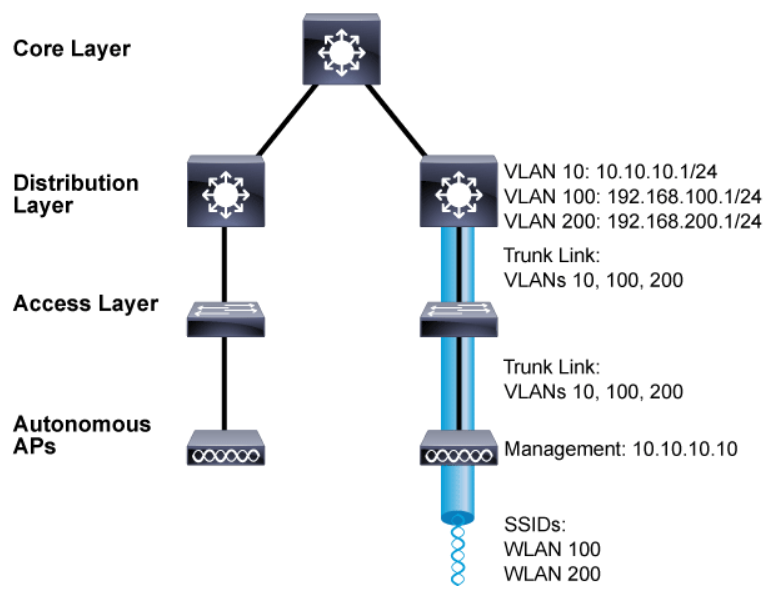 Core Layer
Distribution
Layer
VLAN 10: 10.10.10.1/24
VLAN 100: 192.168.100.1/24
VLAN 200: 192.168.200.1/24
Trunk Link:
VLANs 10, 100, 200
Access Layer
Trunk Link:
VLANs 10, 100, 200
Autonomous
APs
Management: 10.10.10.10
SSIDs:
WLAN 100
WLAN 200